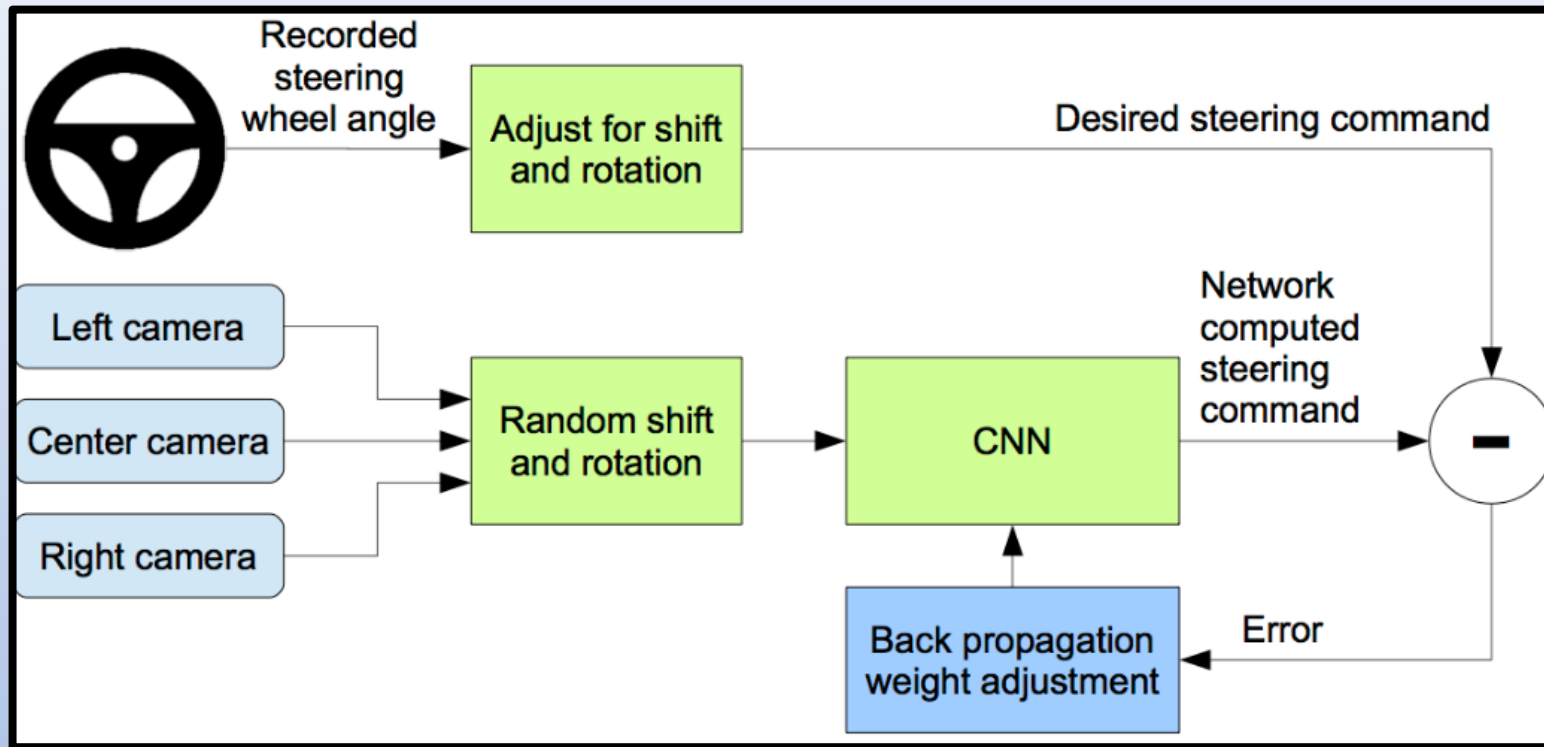 Recorded
steering
wheel angle
Adjust for shift
and rotation
Desired steering command
Left camera
Center camera
Right camera
Random shift
and rotation
CNN
Network
computed
steering
command
-
Back propagation
weight adjustment
Error